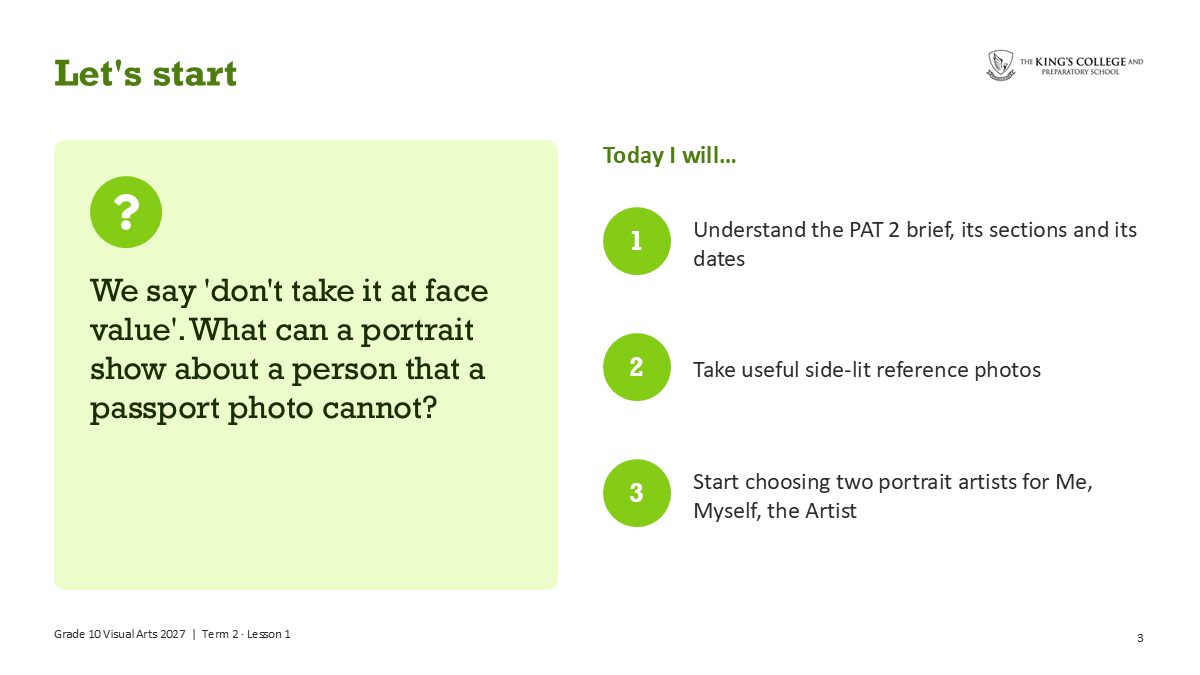 Let's start
THE KING'S COLLEGE AND
PREPARATORY SCHOOL
?
We say 'don't take it at face
value'. What can a portrait
show about a person that a
passport photo cannot?
Today I will...
1
Understand the PAT 2 brief, its sections and its
dates
2
Take useful side-lit reference photos
3
Start choosing two portrait artists for Me,
Myself, the Artist
Grade 10 Visual Arts 2027 | Term 2 · Lesson 1
3